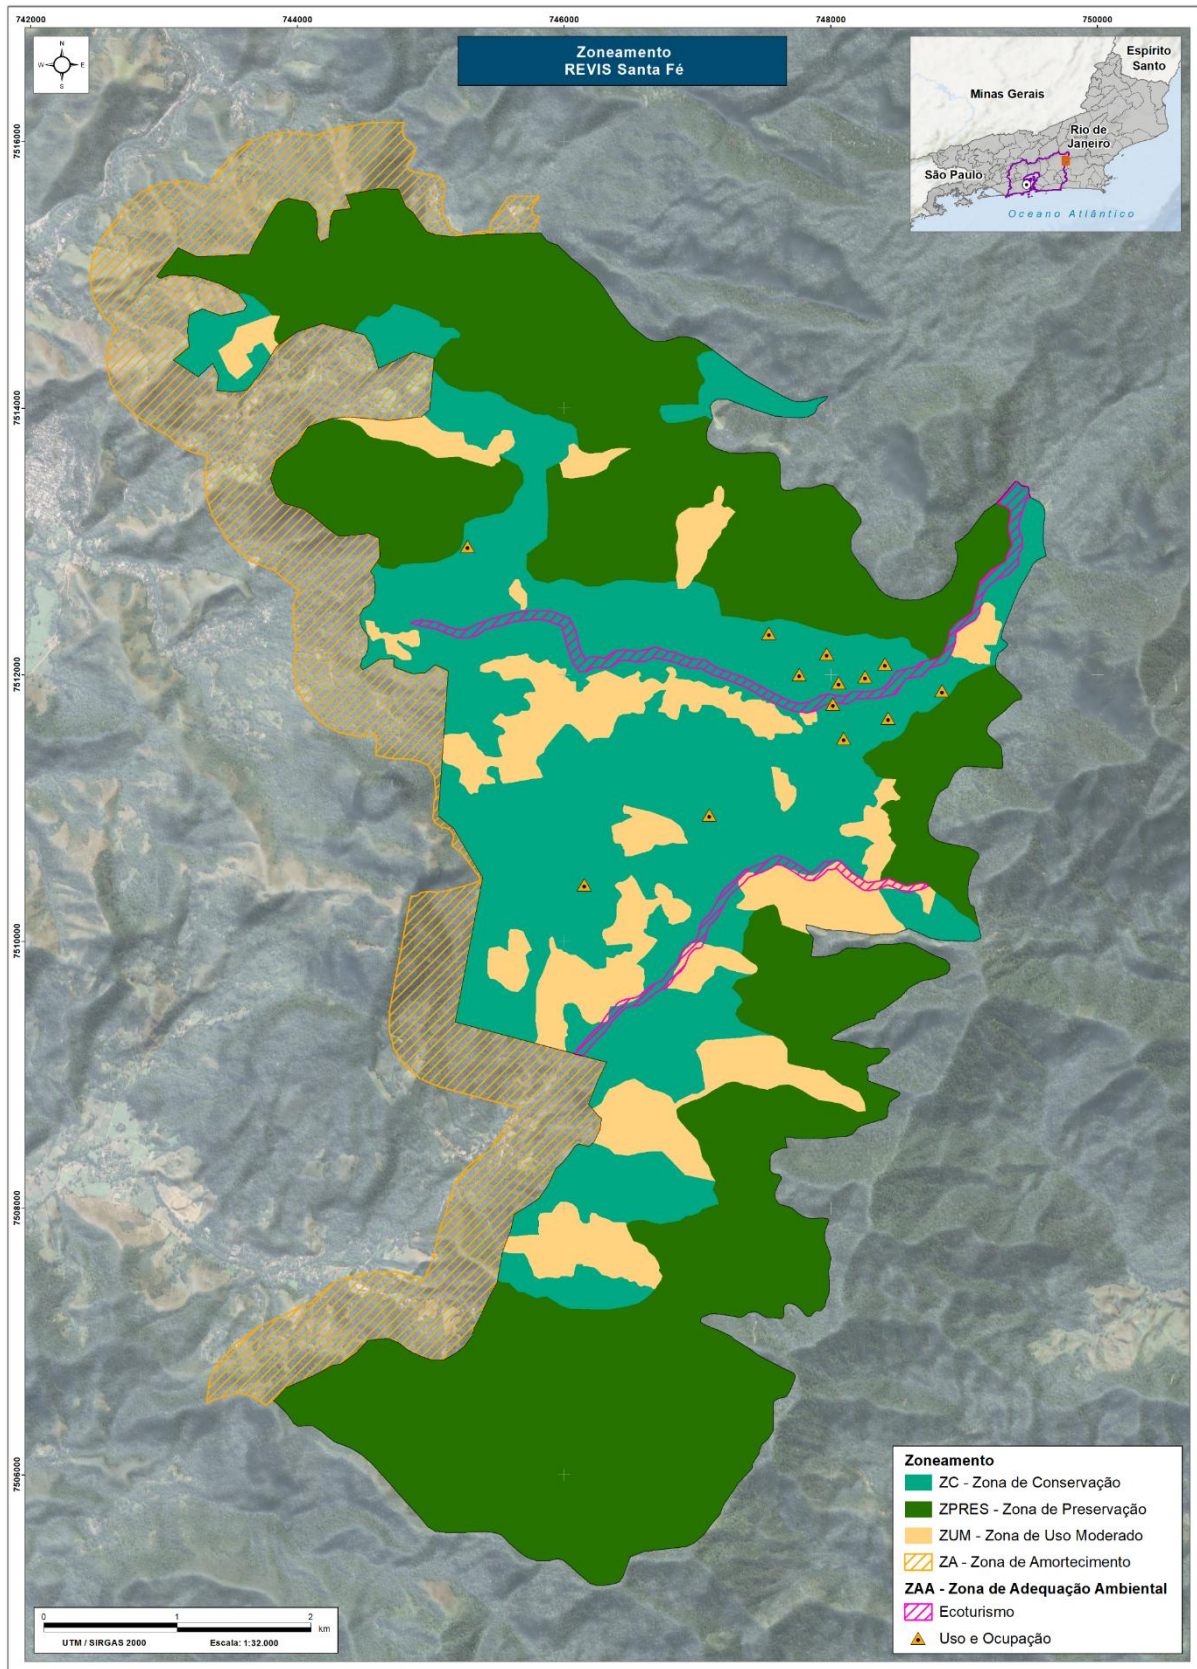 742000
744000
746000
748000
750000
N
W
E
S
Zoneamento
REVIS Santa Fé
Espírito
Santo
Minas Gerais
Rio de
Janeiro
São Paulo
Oceano Atlântico
7516000
7514000
7512000
7510000
7508000
7506000
Zoneamento
ZC - Zona de Conservação
ZPRES - Zona de Preservação
ZUM - Zona de Uso Moderado
ZA - Zona de Amortecimento
ZAA - Zona de Adequação Ambiental
Ecoturismo
Uso e Ocupação
0 1 2
km
UTM / SIRGAS 2000 Escala: 1:32.000